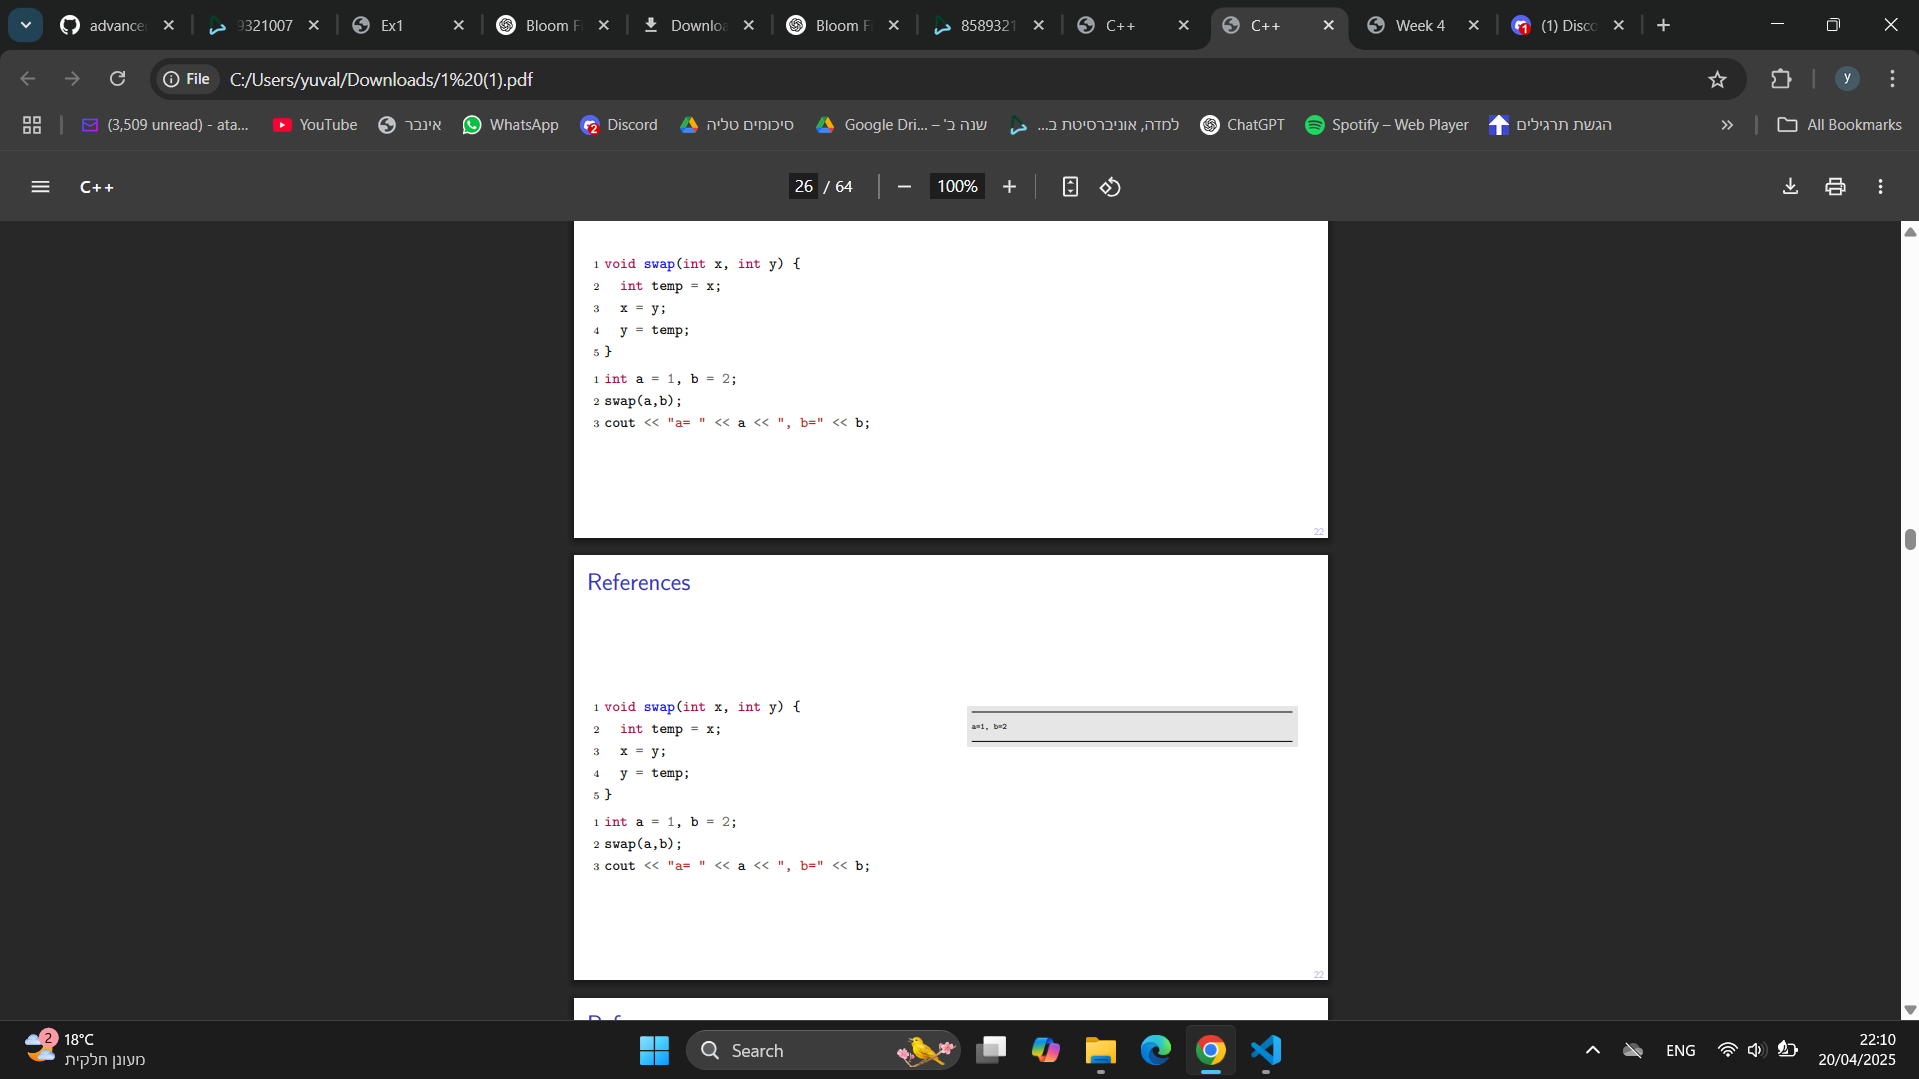 advance
9321007
Ex1
Bloom F
Downloa
Bloom F
8589321
C++
C++
Week 4
(1) Disco
File
C:/Users/yuval/Downloads/1%20(1).pdf
y
(3,509 unread) - ata...
YouTube
אינבר
WhatsApp
Discord
סיכומים טליה
Google Dri... – שנה ב'
למדה, אוניברסיטת ב...
ChatGPT
Spotify – Web Player
הגשת תרגילים
All Bookmarks
C++
26 / 64
100%
1 void swap(int x, int y) {
2 int temp = x;
3 x = y;
4 y = temp;
5 }
1 int a = 1, b = 2;
2 swap(a,b);
3 cout << "a= " << a << ", b=" << b;
22
References
1 void swap(int x, int y) {
2 int temp = x;
3 x = y;
4 y = temp;
5 }
1 int a = 1, b = 2;
2 swap(a,b);
3 cout << "a= " << a << ", b=" << b;
a=1, b=2
22
2
18°C
מעונן חלקית
Search
ENG
22:10
20/04/2025